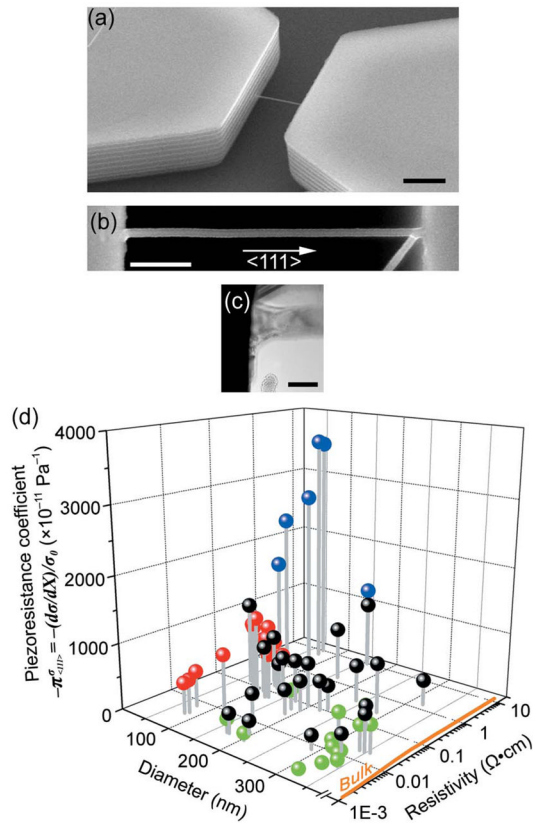 (a)
(b)
<111>
(c)
(d)
Piezoresistance coefficient
-π^σ_<111> = -(dσ/dX)/σ₀ (×10⁻¹¹ Pa⁻¹)
4000
3000
2000
1000
0
100
200
300
Diameter (nm)
Bulk
1E-3
0.01
0.1
1
10
Resistivity (Ω•cm)